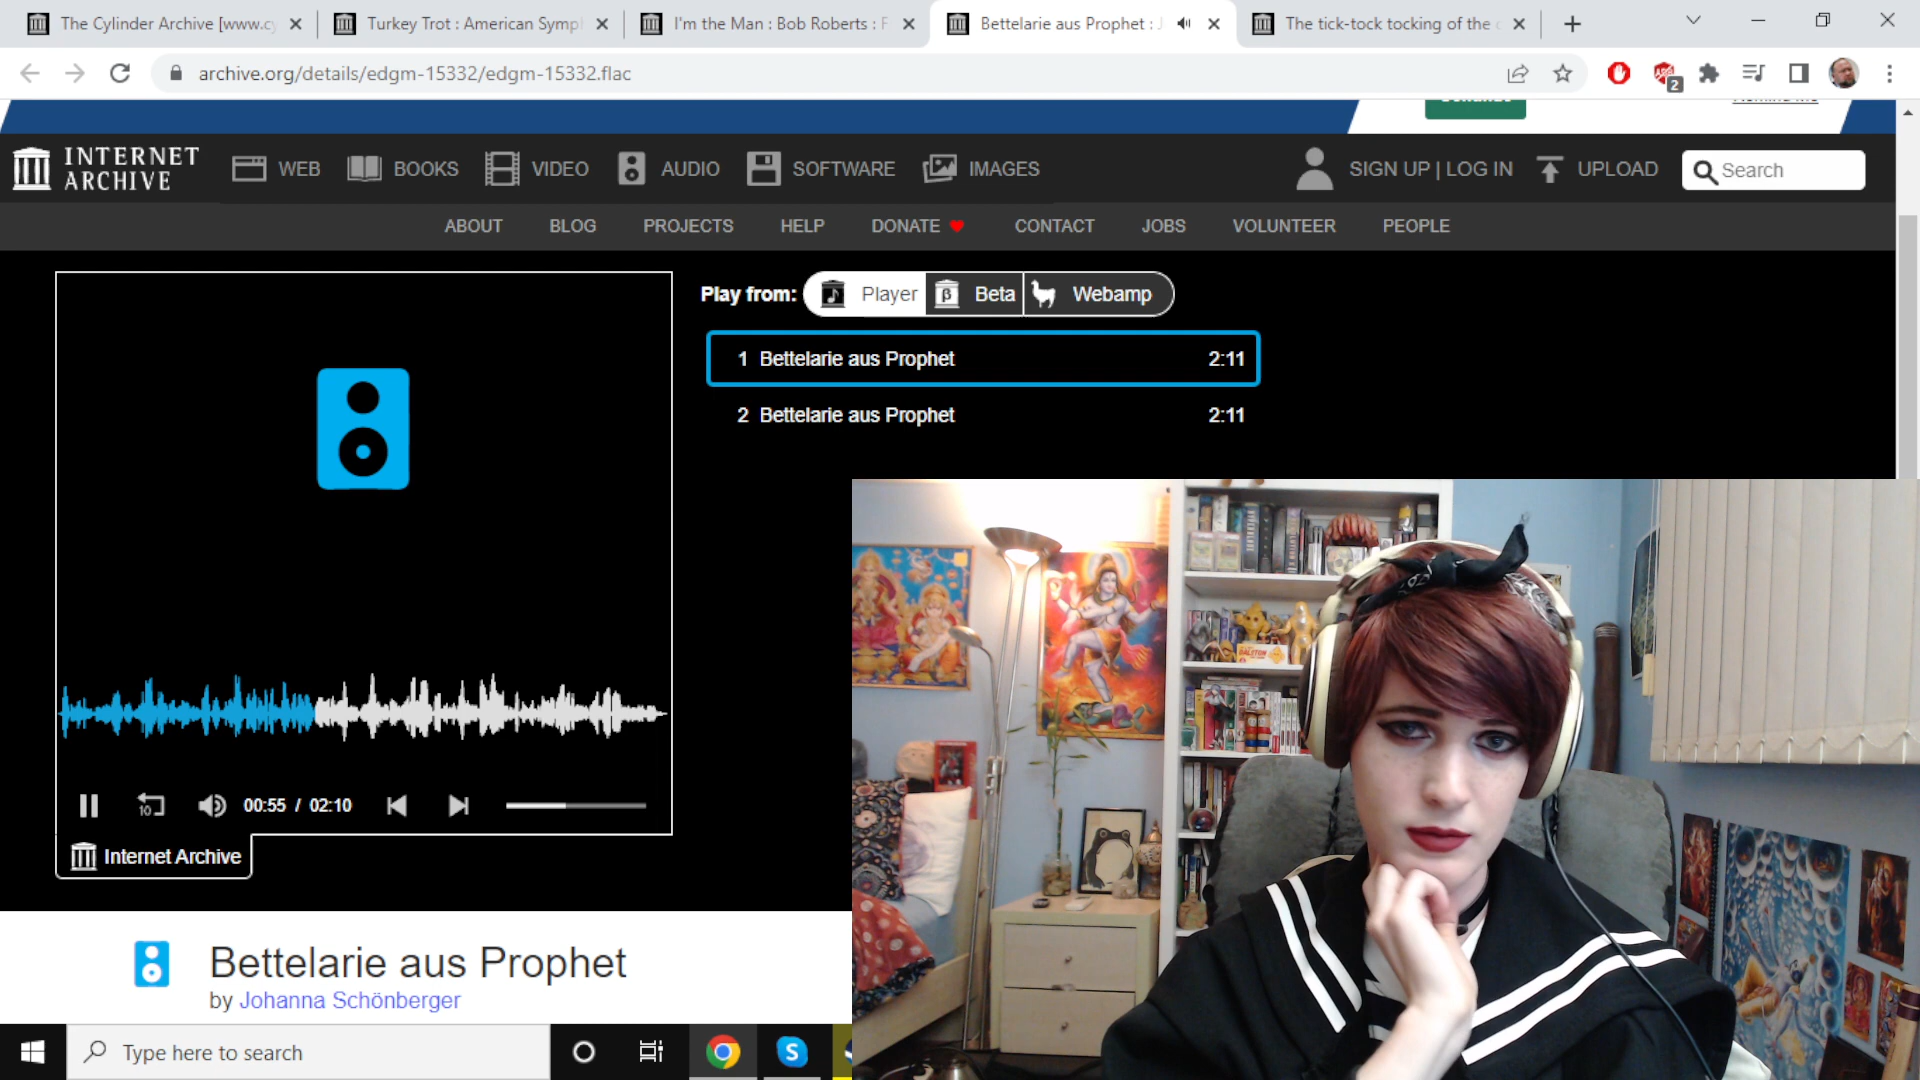 The Cylinder Archive [www.cy
Turkey Trot : American Symp
I'm the Man : Bob Roberts : F
Bettelarie aus Prophet : J
The tick-tock tocking of the
archive.org/details/edgm-15332/edgm-15332.flac
2
INTERNET ARCHIVE
WEB
BOOKS
VIDEO
AUDIO
SOFTWARE
IMAGES
SIGN UP | LOG IN
UPLOAD
Search
ABOUT
BLOG
PROJECTS
HELP
DONATE
CONTACT
JOBS
VOLUNTEER
PEOPLE
Play from:
Player
β
Beta
Webamp
1 Bettelarie aus Prophet 2:11
2 Bettelarie aus Prophet 2:11
10
00:55 / 02:10
Internet Archive
Bettelarie aus Prophet
by Johanna Schönberger
Type here to search
S